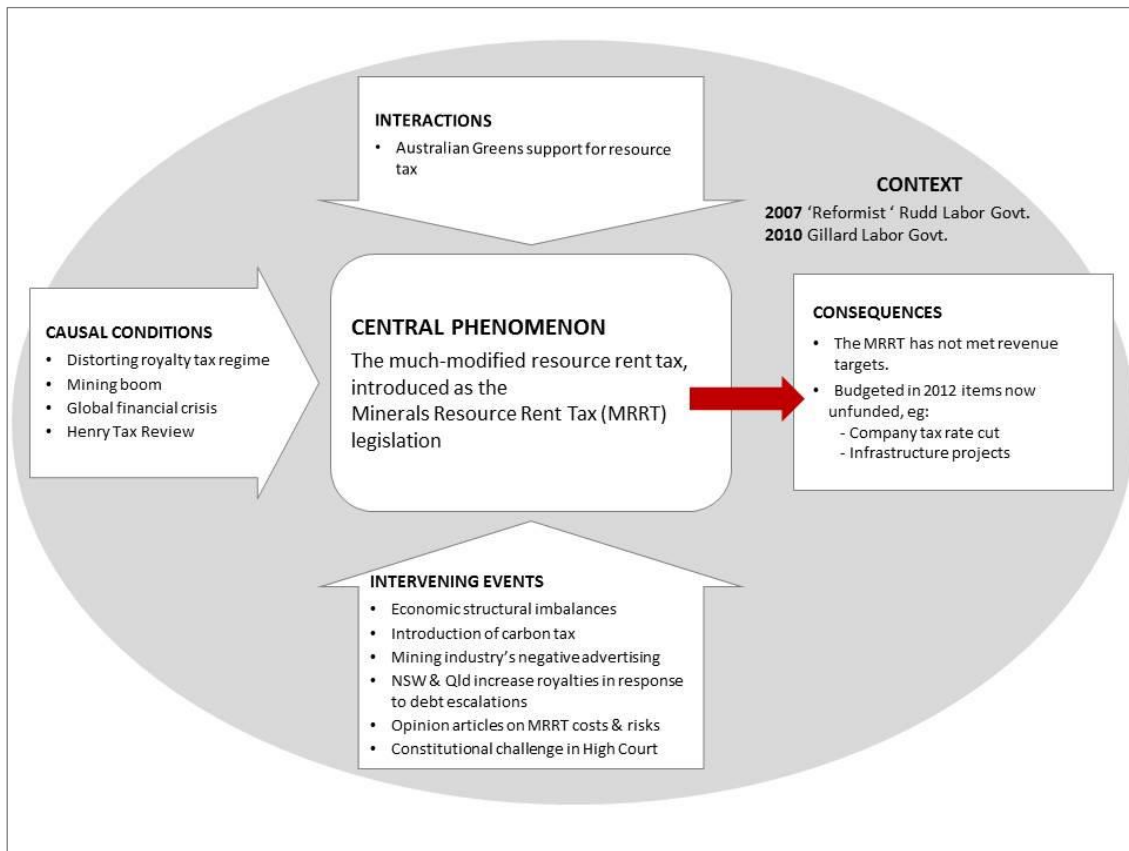 INTERACTIONS
• Australian Greens support for resource
tax
CONTEXT
2007 ‘Reformist ‘ Rudd Labor Govt.
2010 Gillard Labor Govt.
CAUSAL CONDITIONS
• Distorting royalty tax regime
• Mining boom
• Global financial crisis
• Henry Tax Review
CENTRAL PHENOMENON
The much-modified resource rent tax,
introduced as the
Minerals Resource Rent Tax (MRRT)
legislation
CONSEQUENCES
• The MRRT has not met revenue
targets.
• Budgeted in 2012 items now
unfunded, eg:
- Company tax rate cut
- Infrastructure projects
INTERVENING EVENTS
• Economic structural imbalances
• Introduction of carbon tax
• Mining industry’s negative advertising
• NSW & Qld increase royalties in response
to debt escalations
• Opinion articles on MRRT costs & risks
• Constitutional challenge in High Court